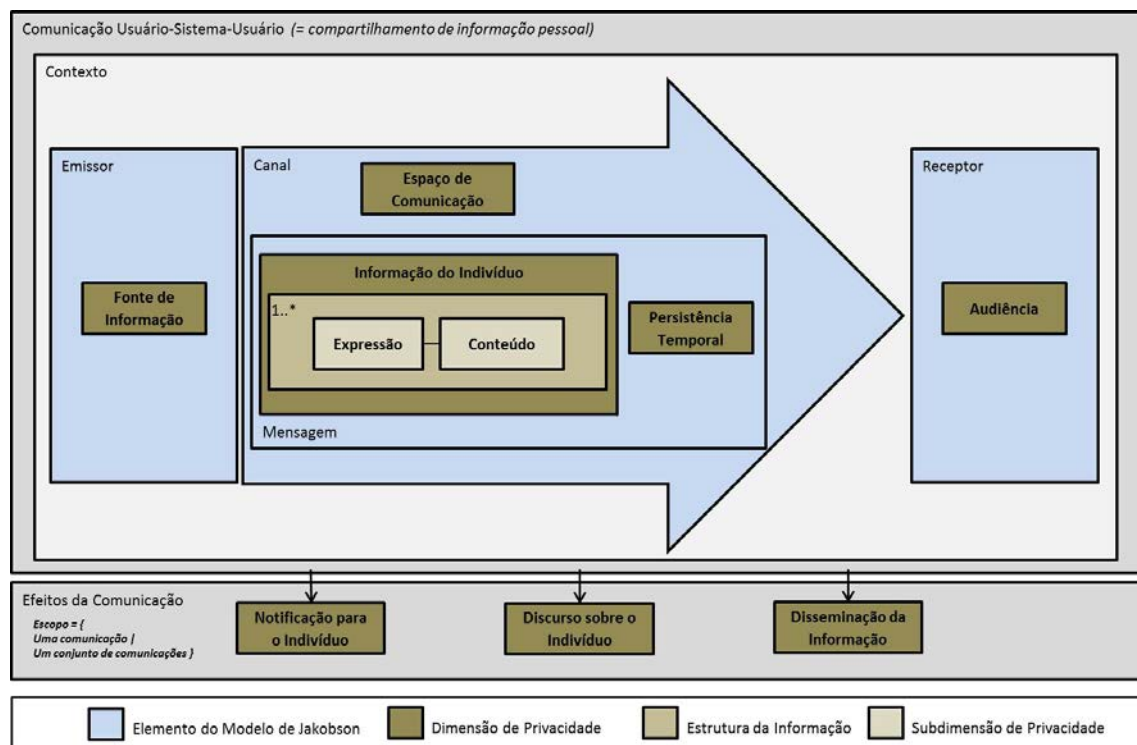 Comunicação Usuário-Sistema-Usuário (= compartilhamento de informação pessoal)
Contexto
Emissor
Fonte de
Informação
Canal
Espaço de
Comunicação
Informação do Indivíduo
1..*
Expressão
Conteúdo
Persistência
Temporal
Mensagem
Receptor
Audiência
Efeitos da Comunicação
Escopo = {
Uma comunicação |
Um conjunto de comunicações }
Notificação para
o Indivíduo
Discurso sobre o
Indivíduo
Disseminação da
Informação
Elemento do Modelo de Jakobson
Dimensão de Privacidade
Estrutura da Informação
Subdimensão de Privacidade